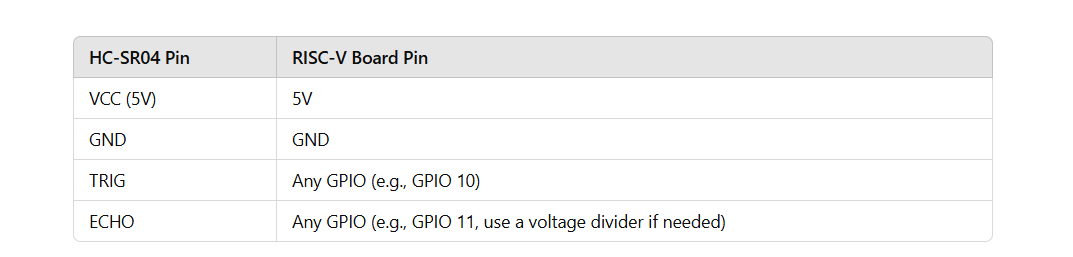 HC-SR04 Pin RISC-V Board Pin
VCC (5V) 5V
GND GND
TRIG Any GPIO (e.g., GPIO 10)
ECHO Any GPIO (e.g., GPIO 11, use a voltage divider if needed)